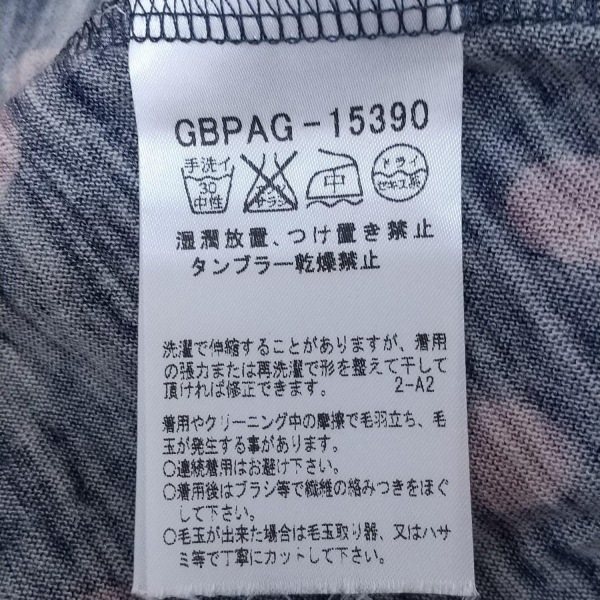 GBPAG-15390
手洗イ 30 中性 エンソ サラシ 中 ドライ セキユ系
湿潤放置、つけ置き禁止
タンブラー乾燥禁止
洗濯で伸縮することがありますが、着用
の張力または再洗濯で形を整えて干して
頂ければ修正できます。 2-A2
着用やクリーニング中の摩擦で毛羽立ち、毛
玉が発生する事があります。
○連続着用はお避け下さい。
○着用後はブラシ等で繊維の絡みつきをほぐ
して下さい。
○毛玉が出来た場合は毛玉取り器、又はハサ
ミ等で丁寧にカットして下さい。